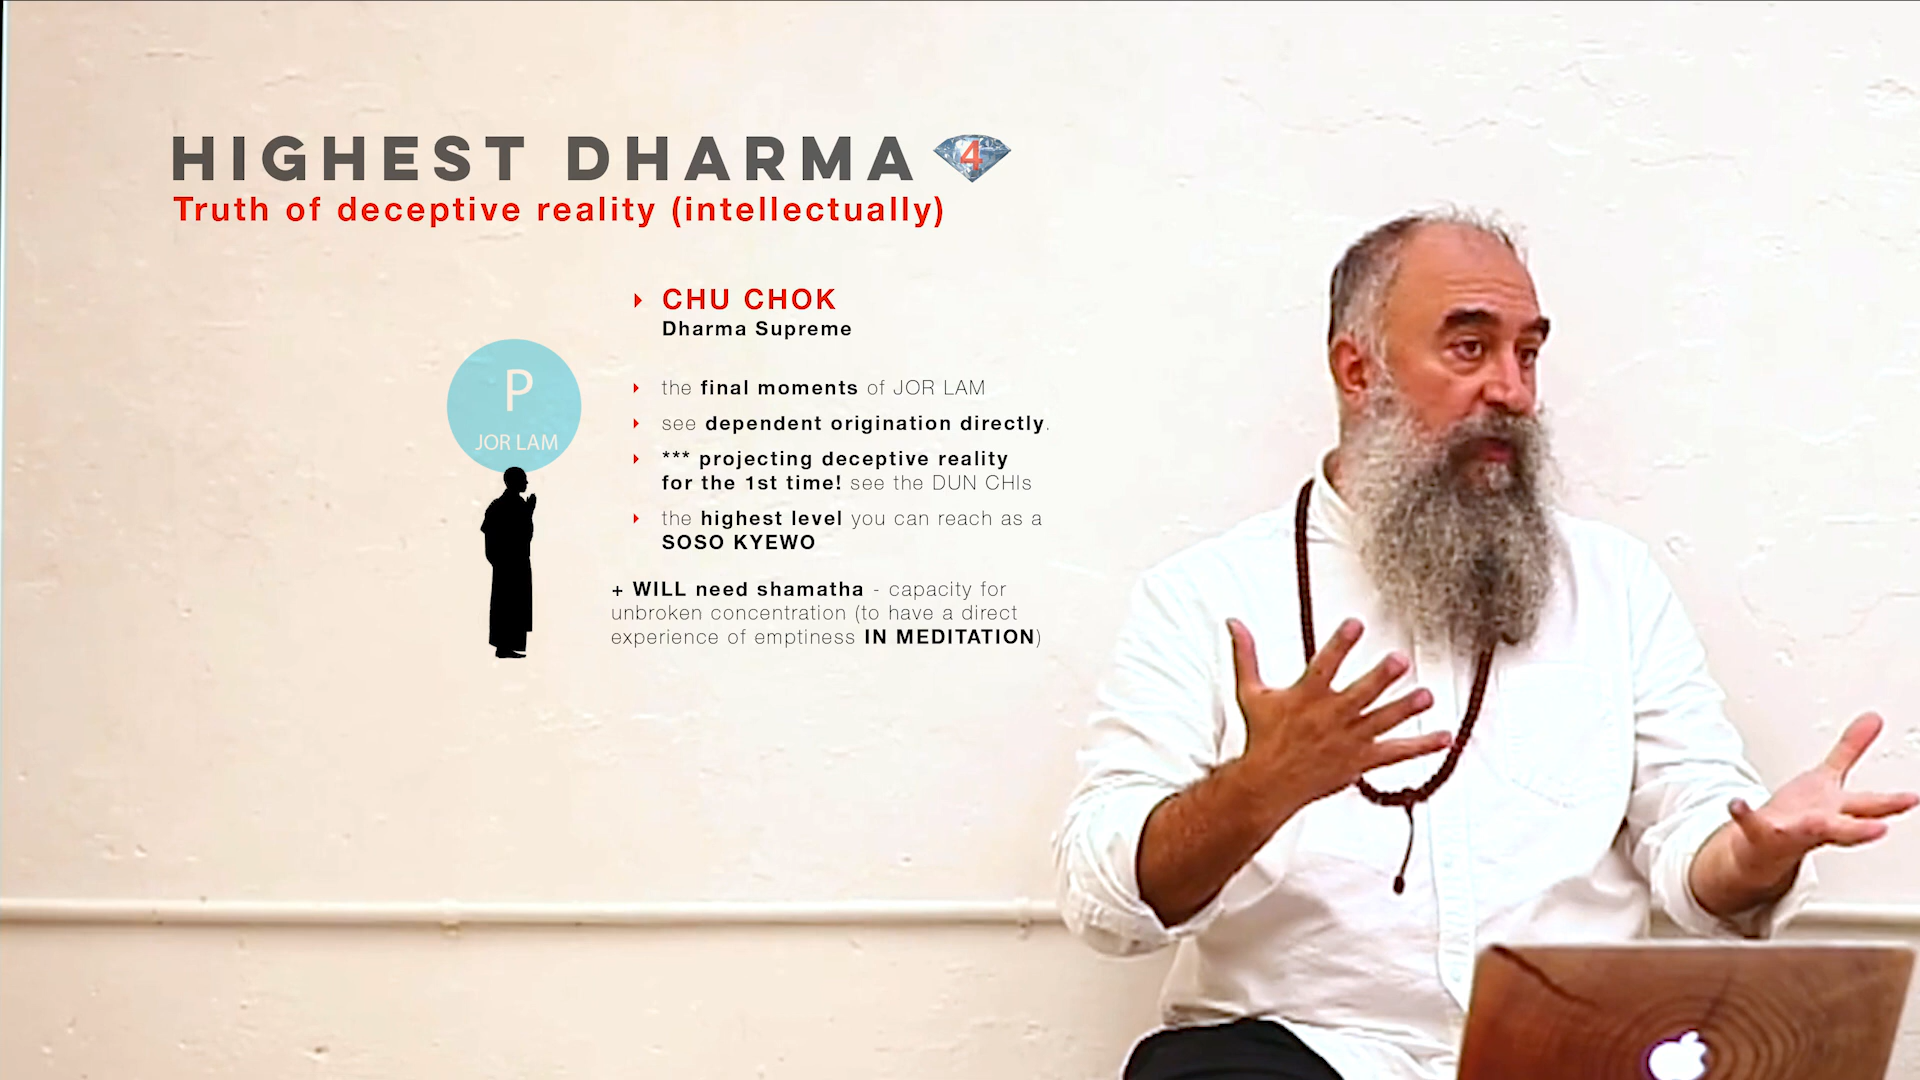 HIGHEST DHARMA 4
Truth of deceptive reality (intellectually)
CHU CHOK
Dharma Supreme
P
JOR LAM
the final moments of JOR LAM
see dependent origination directly.
*** projecting deceptive reality
for the 1st time! see the DUN CHIs
the highest level you can reach as a
SOSO KYEWO
+ WILL need shamatha - capacity for
unbroken concentration (to have a direct
experience of emptiness IN MEDITATION)